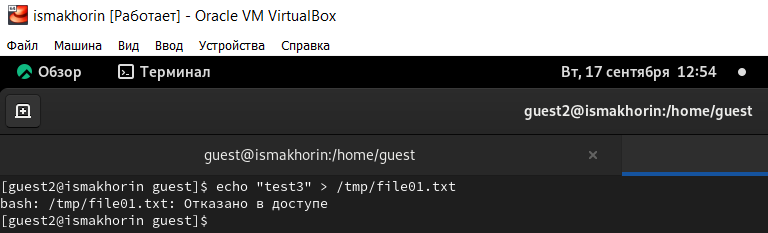 ismakhorin [Работает] - Oracle VM VirtualBox
Файл Машина Вид Ввод Устройства Справка
Обзор Терминал Вт, 17 сентября 12:54
guest2@ismakhorin:/home/guest
guest@ismakhorin:/home/guest ×
[guest2@ismakhorin guest]$ echo "test3" > /tmp/file01.txt
bash: /tmp/file01.txt: Отказано в доступе
[guest2@ismakhorin guest]$